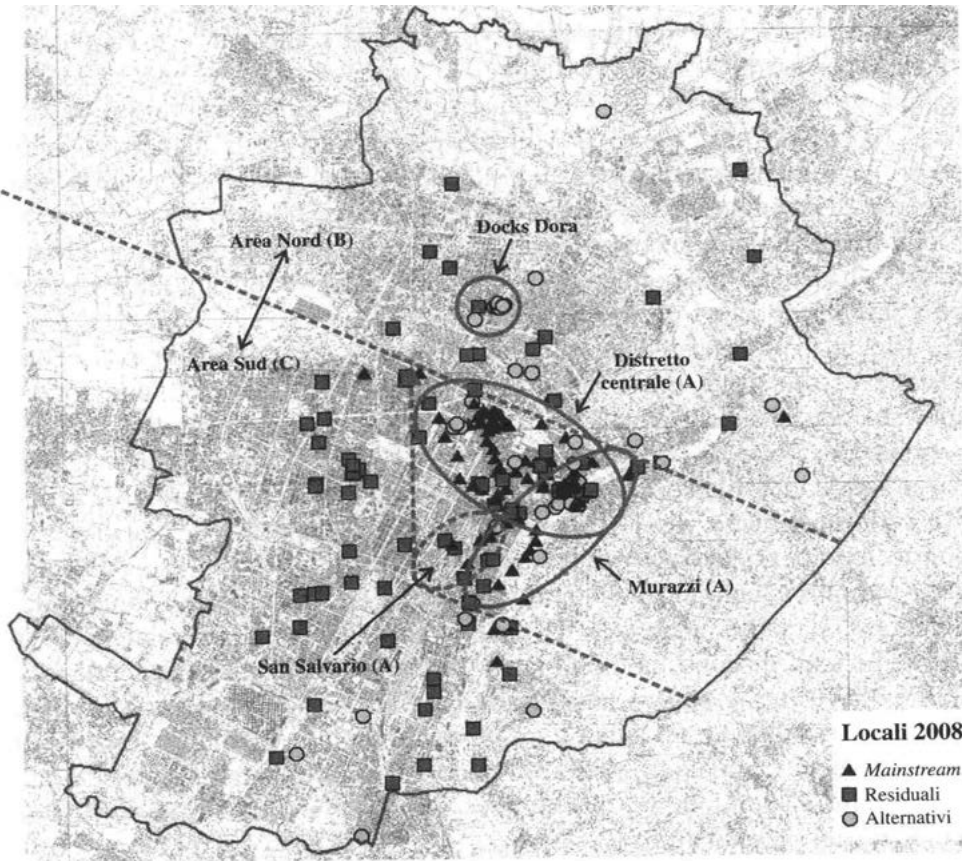 Docks Dora
Area Nord (B)
Area Sud (C)
Distretto
centrale (A)
Murazzi (A)
San Salvario (A)
Locali 2008
Mainstream
Residuali
Alternativi